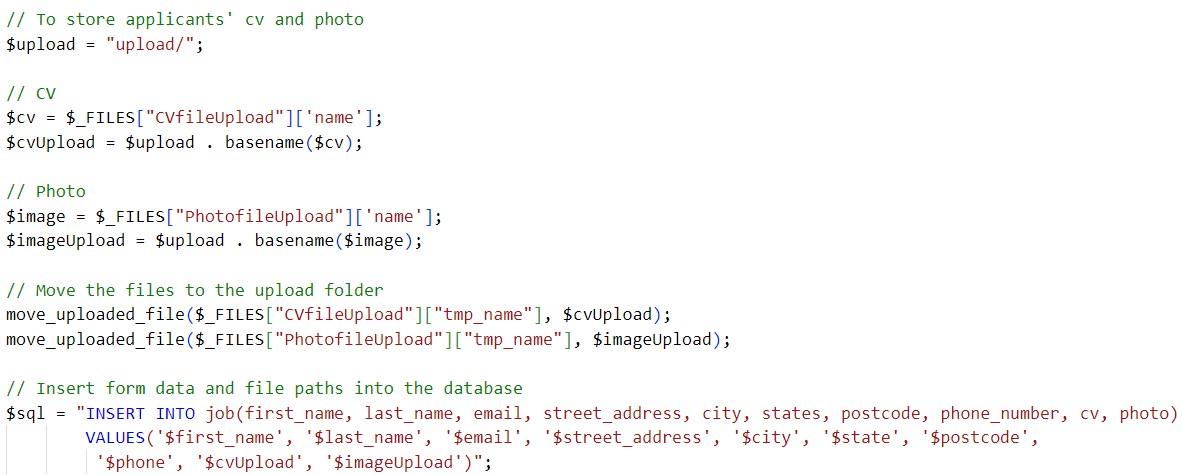 // To store applicants' cv and photo
$upload = "upload/";
// CV
$cv = $_FILES["CVfileUpload"]['name'];
$cvUpload = $upload . basename($cv);
// Photo
$image = $_FILES["PhotofileUpload"]['name'];
$imageUpload = $upload . basename($image);
// Move the files to the upload folder
move_uploaded_file($_FILES["CVfileUpload"]["tmp_name"], $cvUpload);
move_uploaded_file($_FILES["PhotofileUpload"]["tmp_name"], $imageUpload);
// Insert form data and file paths into the database
$sql = "INSERT INTO job(first_name, last_name, email, street_address, city, states, postcode, phone_number, cv, photo)
VALUES('$first_name', '$last_name', '$email', '$street_address', '$city', '$state', '$postcode',
'$phone', '$cvUpload', '$imageUpload')";